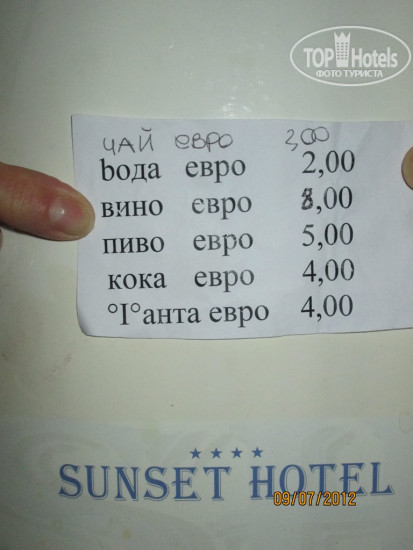 TOP Hotels
ФОТО ТУРИСТА
ЧАЙ ЕВРО 3,00
bода евро 2,00
вино евро 8,00
пиво евро 5,00
кока евро 4,00
°I°анта евро 4,00
★★★★
SUNSET HOTEL
09/07/2012